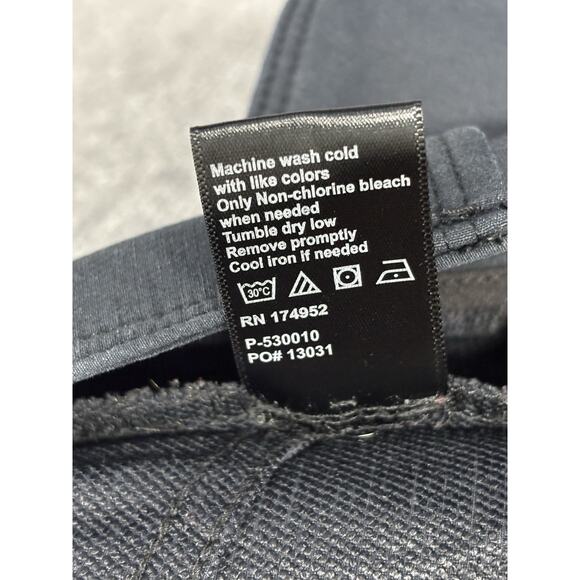 Machine wash cold
with like colors
Only Non-chlorine bleach
when needed
Tumble dry low
Remove promptly
Cool iron if needed
30°C
RN 174952
P-530010
PO# 13031